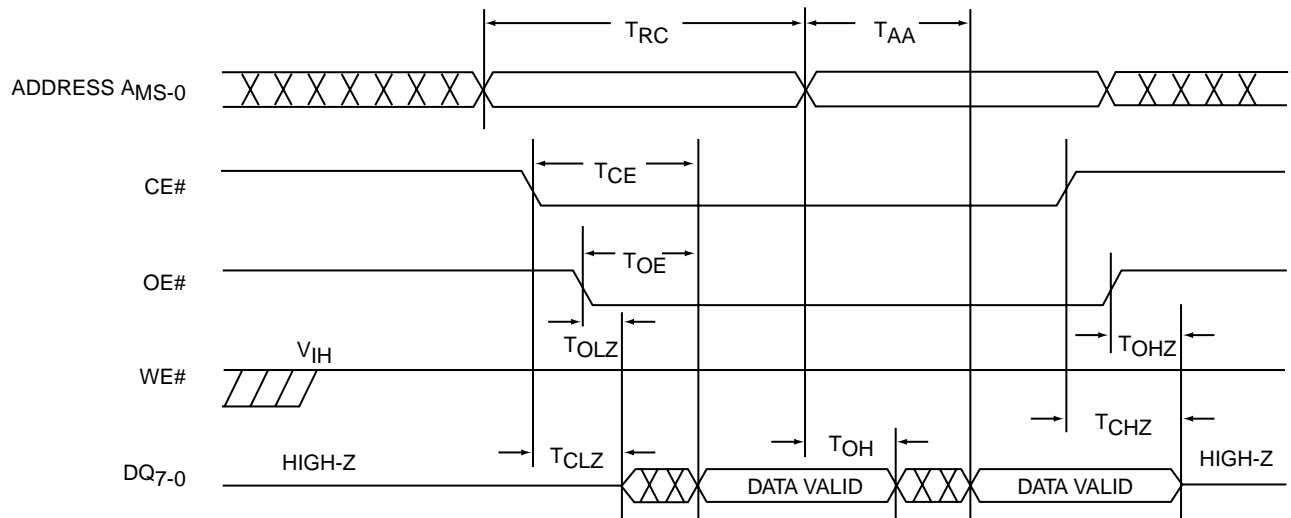 TRC TAA
ADDRESS AMS-0
TCE
CE#
TOE
OE#
TOLZ TOHZ
VIH
WE#
TCLZ TOH TCHZ
HIGH-Z HIGH-Z
DQ7-0 DATA VALID DATA VALID